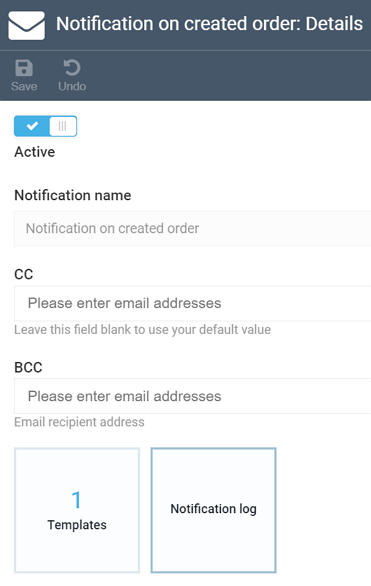 Notification on created order: Details
Save Undo
Active
Notification name
Notification on created order
CC
Please enter email addresses
Leave this field blank to use your default value
BCC
Please enter email addresses
Email recipient address
1
Templates
Notification log